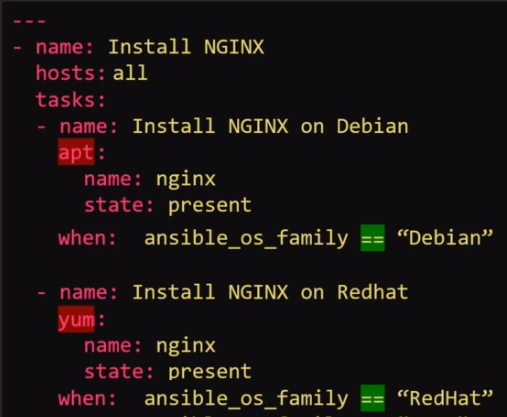 ---
- name: Install NGINX
hosts: all
tasks:
- name: Install NGINX on Debian
apt:
name: nginx
state: present
when: ansible_os_family == “Debian”
- name: Install NGINX on Redhat
yum:
name: nginx
state: present
when: ansible_os_family == “RedHat”